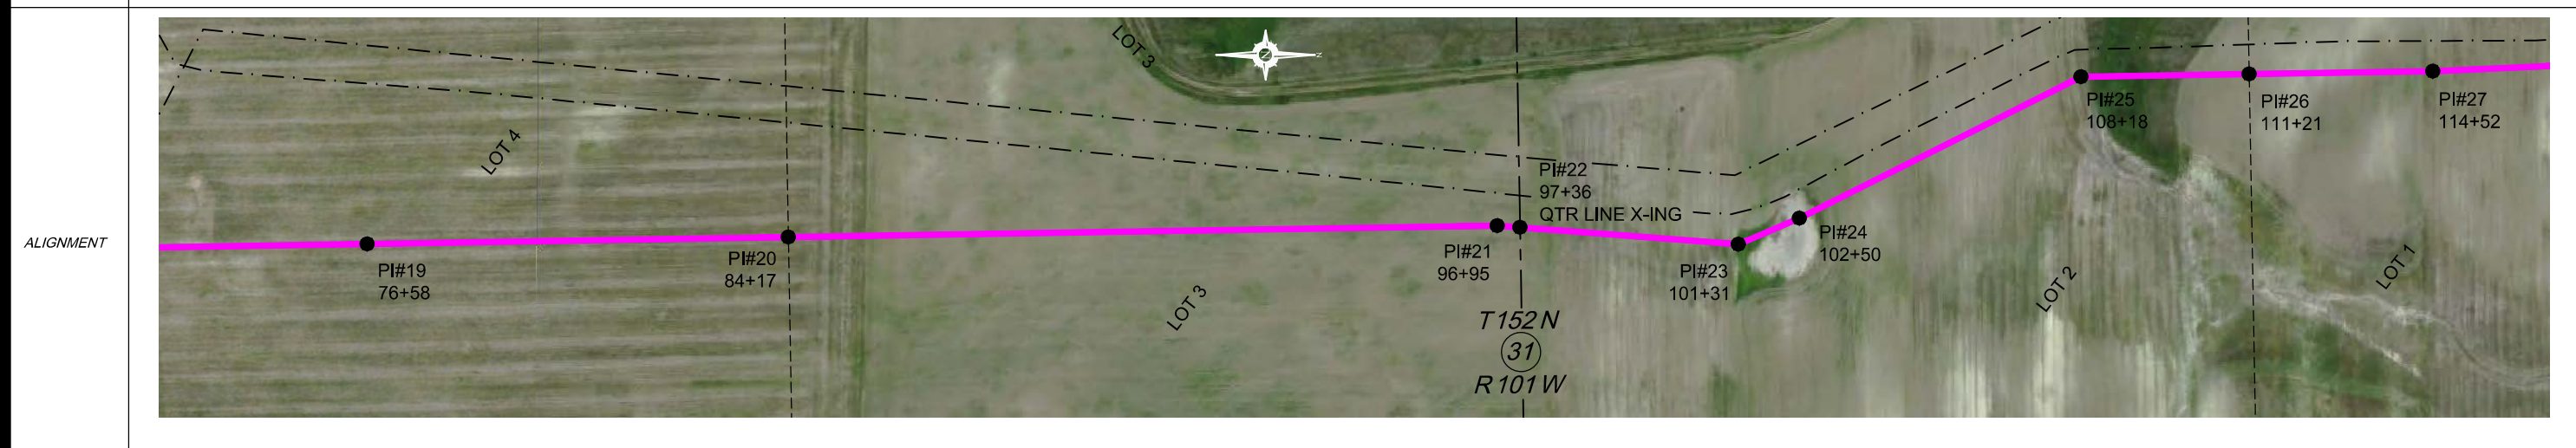 ALIGNMENT
LOT 4
LOT 3
LOT 3
LOT 2
LOT 1
N
N
PI#19
76+58
PI#20
84+17
PI#21
96+95
PI#22
97+36
QTR LINE X-ING
PI#23
101+31
PI#24
102+50
PI#25
108+18
PI#26
111+21
PI#27
114+52
T 152 N
31
R 101 W